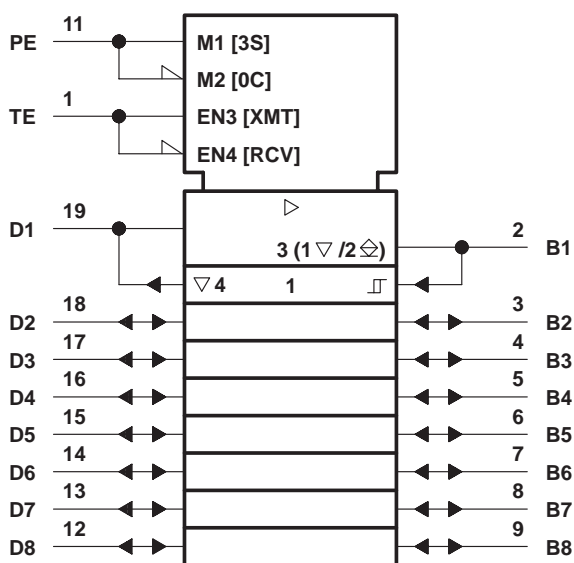 11
PE
M1 [3S]
M2 [0C]
1
TE
EN3 [XMT]
EN4 [RCV]
19
D1
3 (1 ▽ /2 ⎒)
2
B1
▽ 4
1
18
D2
3
B2
17
D3
4
B3
16
D4
5
B4
15
D5
6
B5
14
D6
7
B6
13
D7
8
B7
12
D8
9
B8